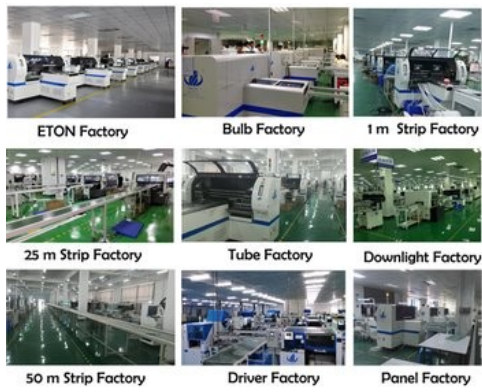 ETON Factory
Bulb Factory
1 m Strip Factory
25 m Strip Factory
Tube Factory
Downlight Factory
50 m Strip Factory
Driver Factory
Panel Factory